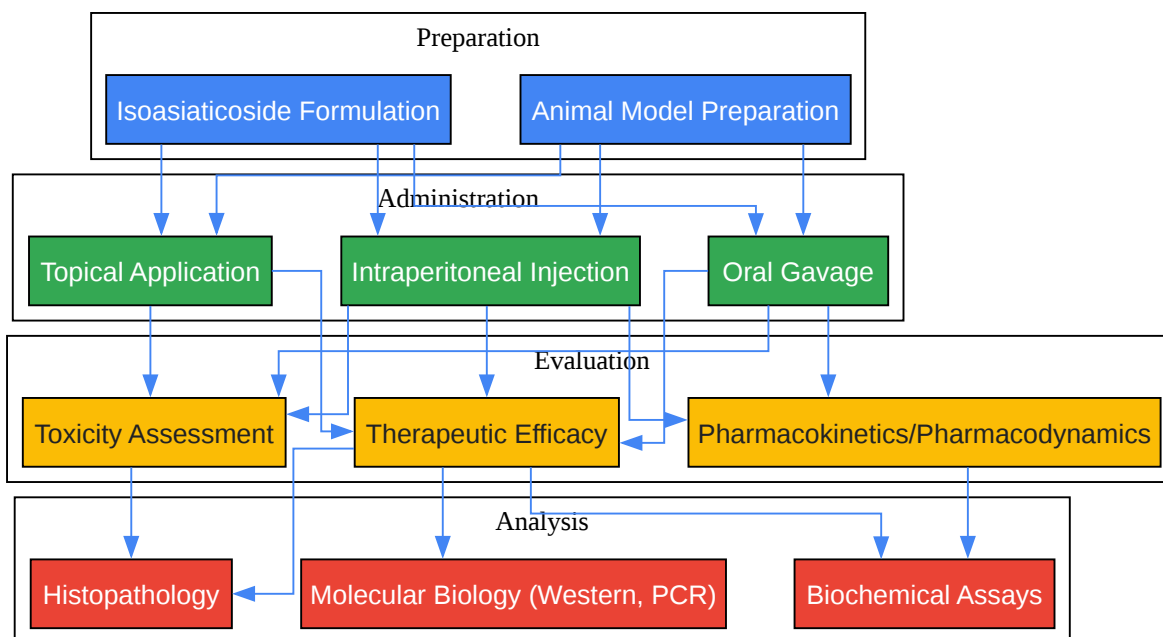 Preparation
Isoasiaticoside Formulation
Animal Model Preparation
Administration
Topical Application
Intraperitoneal Injection
Oral Gavage
Evaluation
Toxicity Assessment
Therapeutic Efficacy
Pharmacokinetics/Pharmacodynamics
Analysis
Histopathology
Molecular Biology (Western, PCR)
Biochemical Assays